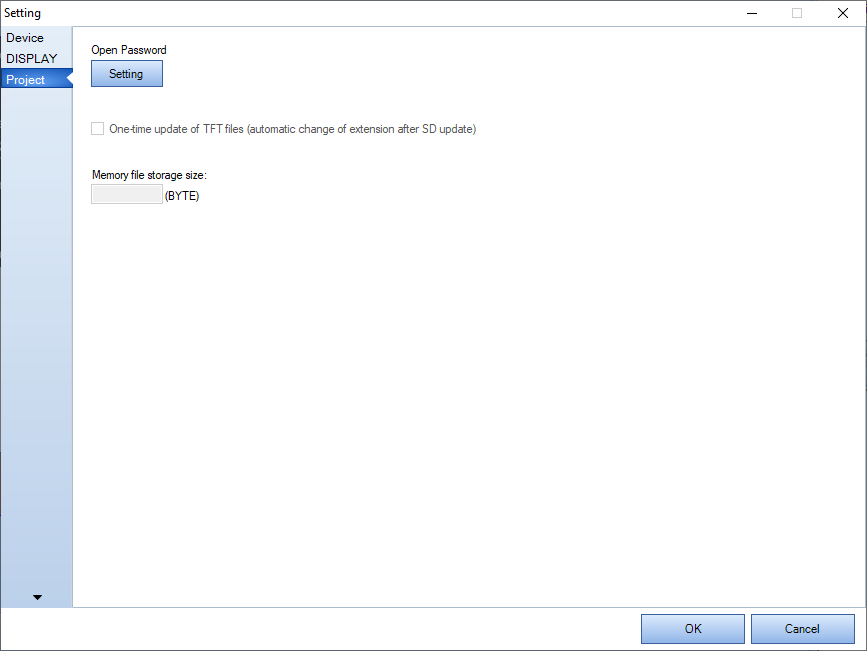 Setting
Device
DISPLAY
Project
Open Password
Setting
One-time update of TFT files (automatic change of extension after SD update)
Memory file storage size:
(BYTE)
OK
Cancel